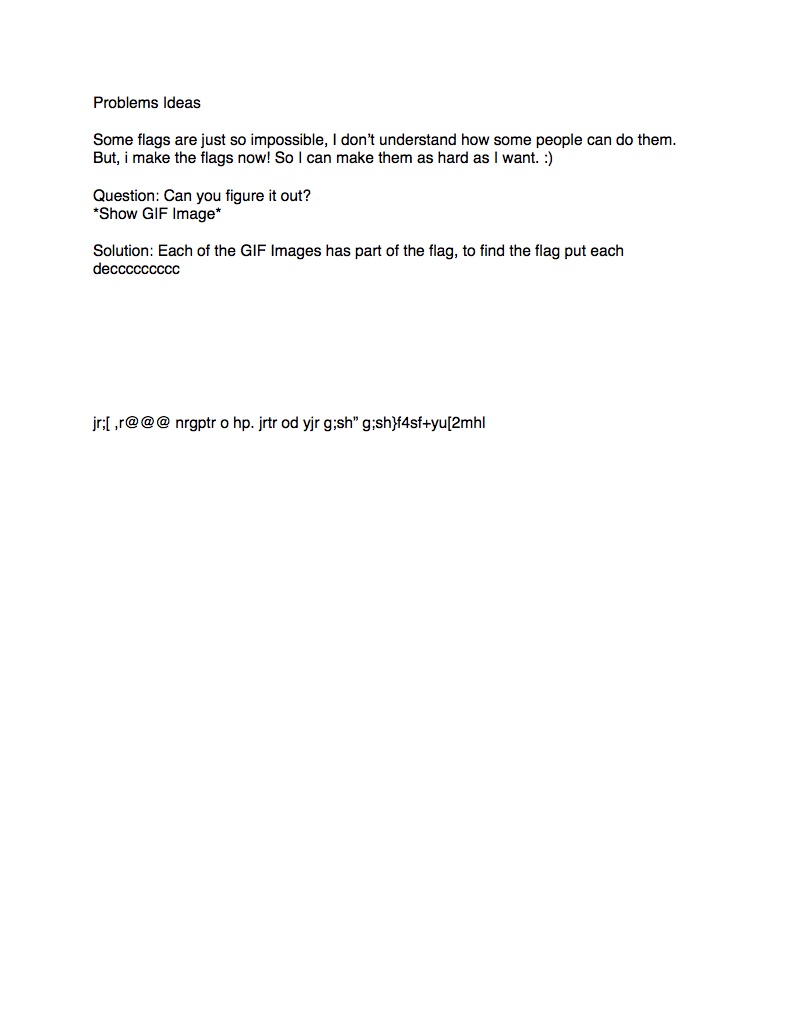 Problems Ideas
Some flags are just so impossible, I don’t understand how some people can do them.
But, i make the flags now! So I can make them as hard as I want. :)
Question: Can you figure it out?
*Show GIF Image*
Solution: Each of the GIF Images has part of the flag, to find the flag put each
decccccccccc
jr;[ ,r@@@ nrgptr o hp. jrtr od yjr g;sh” g;sh}f4sf+yu[2mhl